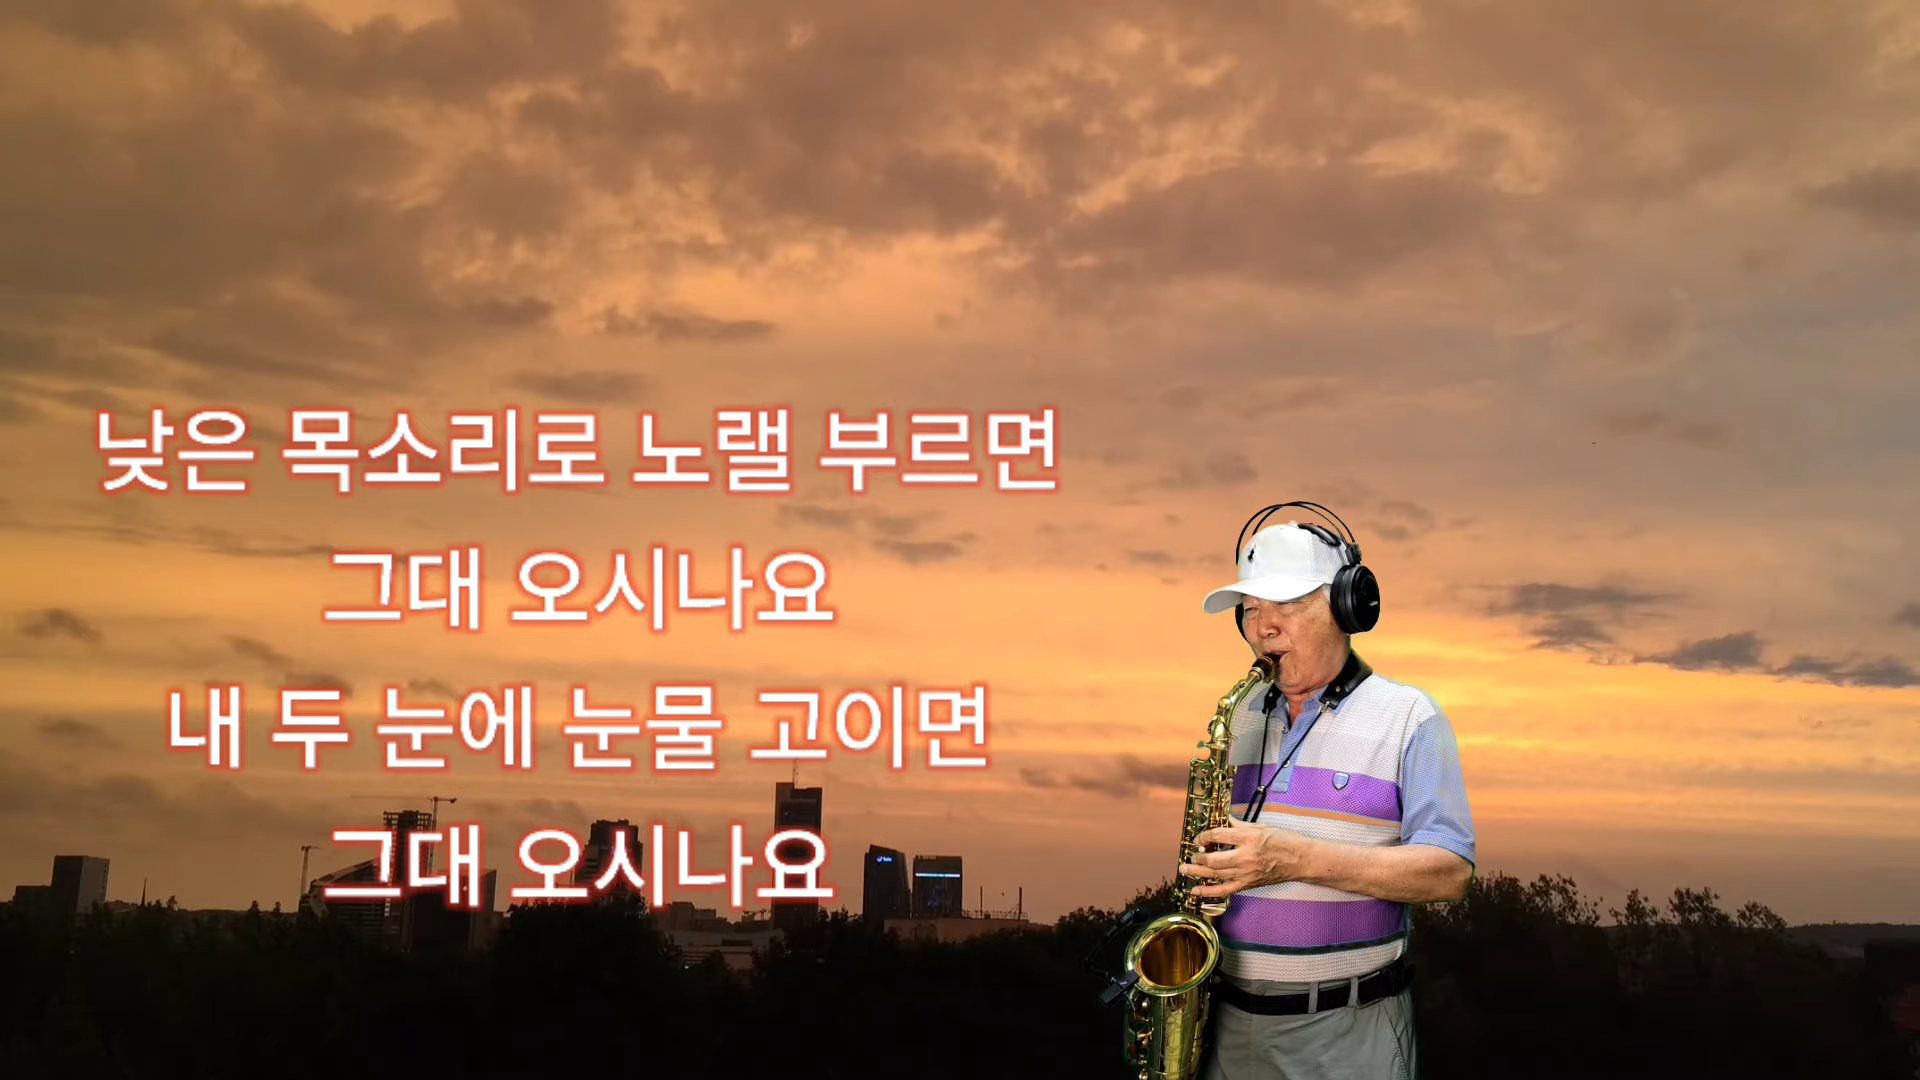 낮은 목소리로 노랠 부르면
그대 오시나요
내 두 눈에 눈물 고이면
그대 오시나요